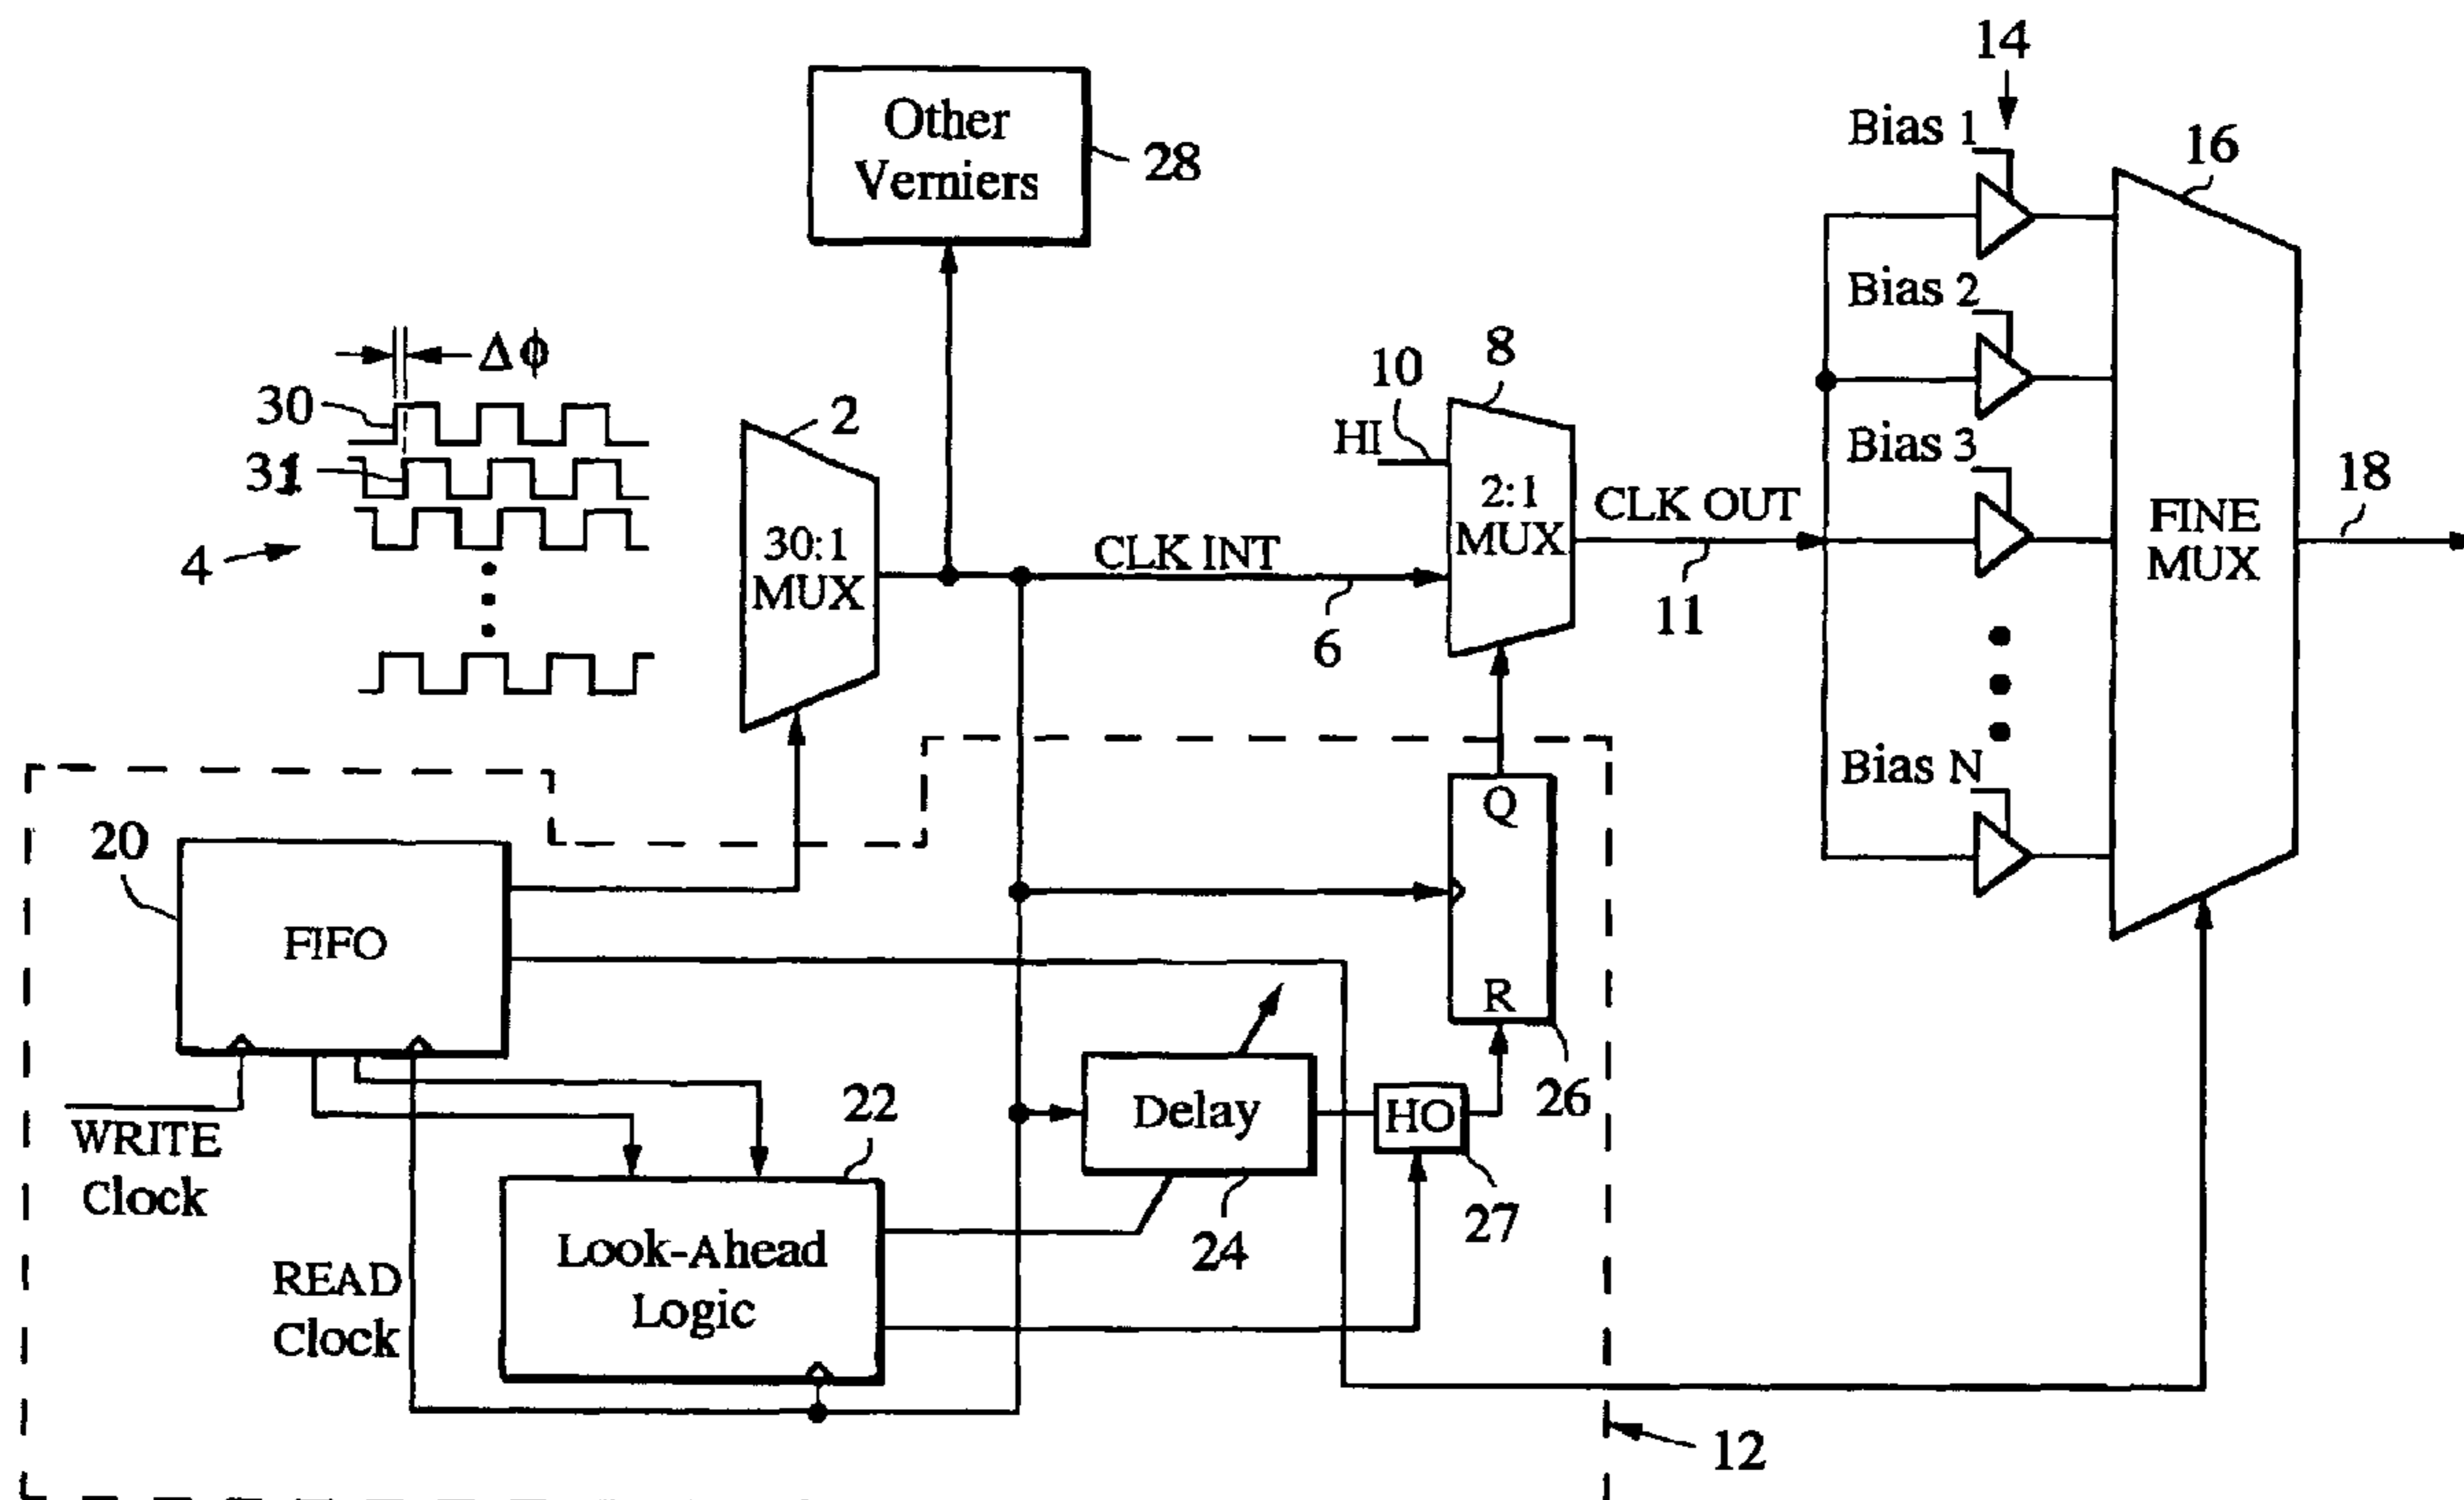 14
Other
Verniers
28
Bias 1
16
Bias 2
Δϕ
30
31
4
2
30:1
MUX
CLK INT
6
10
HI
8
2:1
MUX
CLK OUT
11
Bias 3
FINE
MUX
18
Bias N
20
FIFO
Q
R
26
WRITE
Clock
22
Delay
HO
27
24
Look-Ahead
Logic
READ
Clock
12